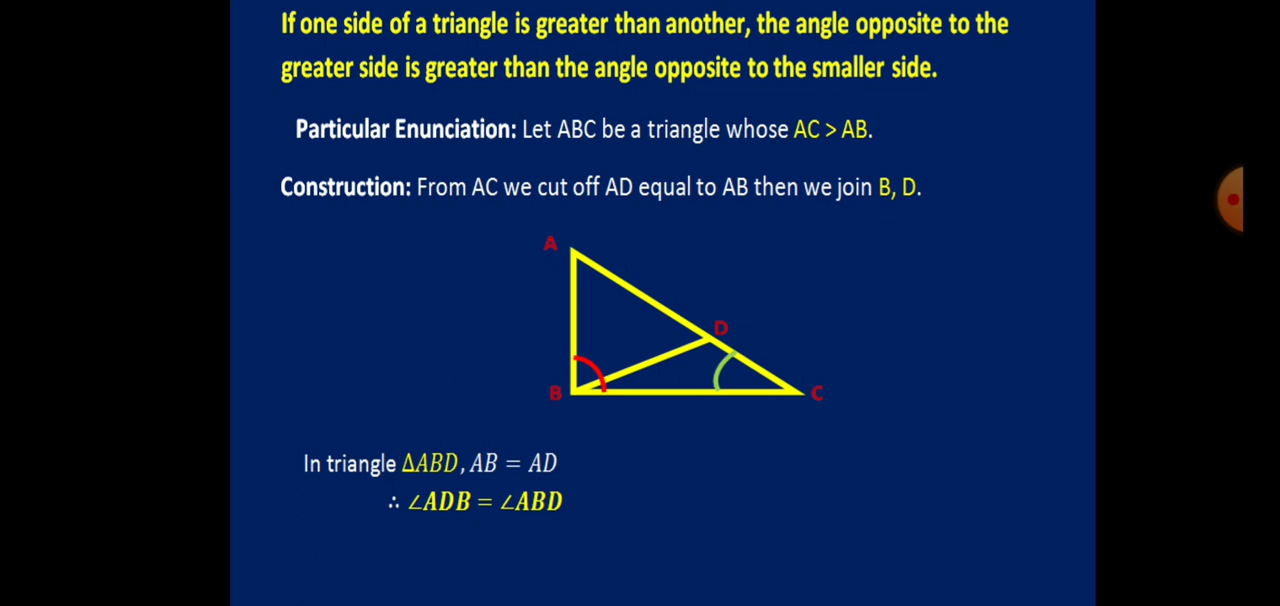 If one side of a triangle is greater than another, the angle opposite to the
greater side is greater than the angle opposite to the smaller side.
Particular Enunciation: Let ABC be a triangle whose AC > AB.
Construction: From AC we cut off AD equal to AB then we join B, D.
A
D
B
C
In triangle ΔABD, AB = AD
∴ ∠ADB = ∠ABD